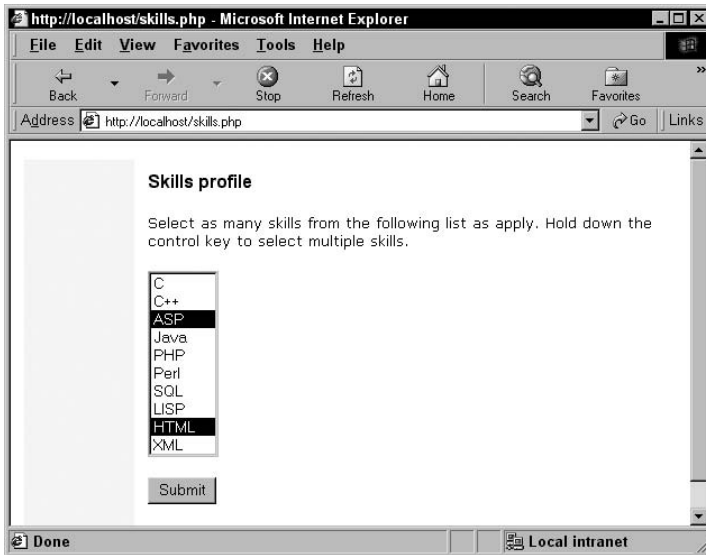 http://localhost/skills.php - Microsoft Internet Explorer
File Edit View Favorites Tools Help
Back Forward Stop Refresh Home Search Favorites »
Address http://localhost/skills.php Go Links
Skills profile
Select as many skills from the following list as apply. Hold down the
control key to select multiple skills.
C
C++
ASP
Java
PHP
Perl
SQL
LISP
HTML
XML
Submit
Done Local intranet